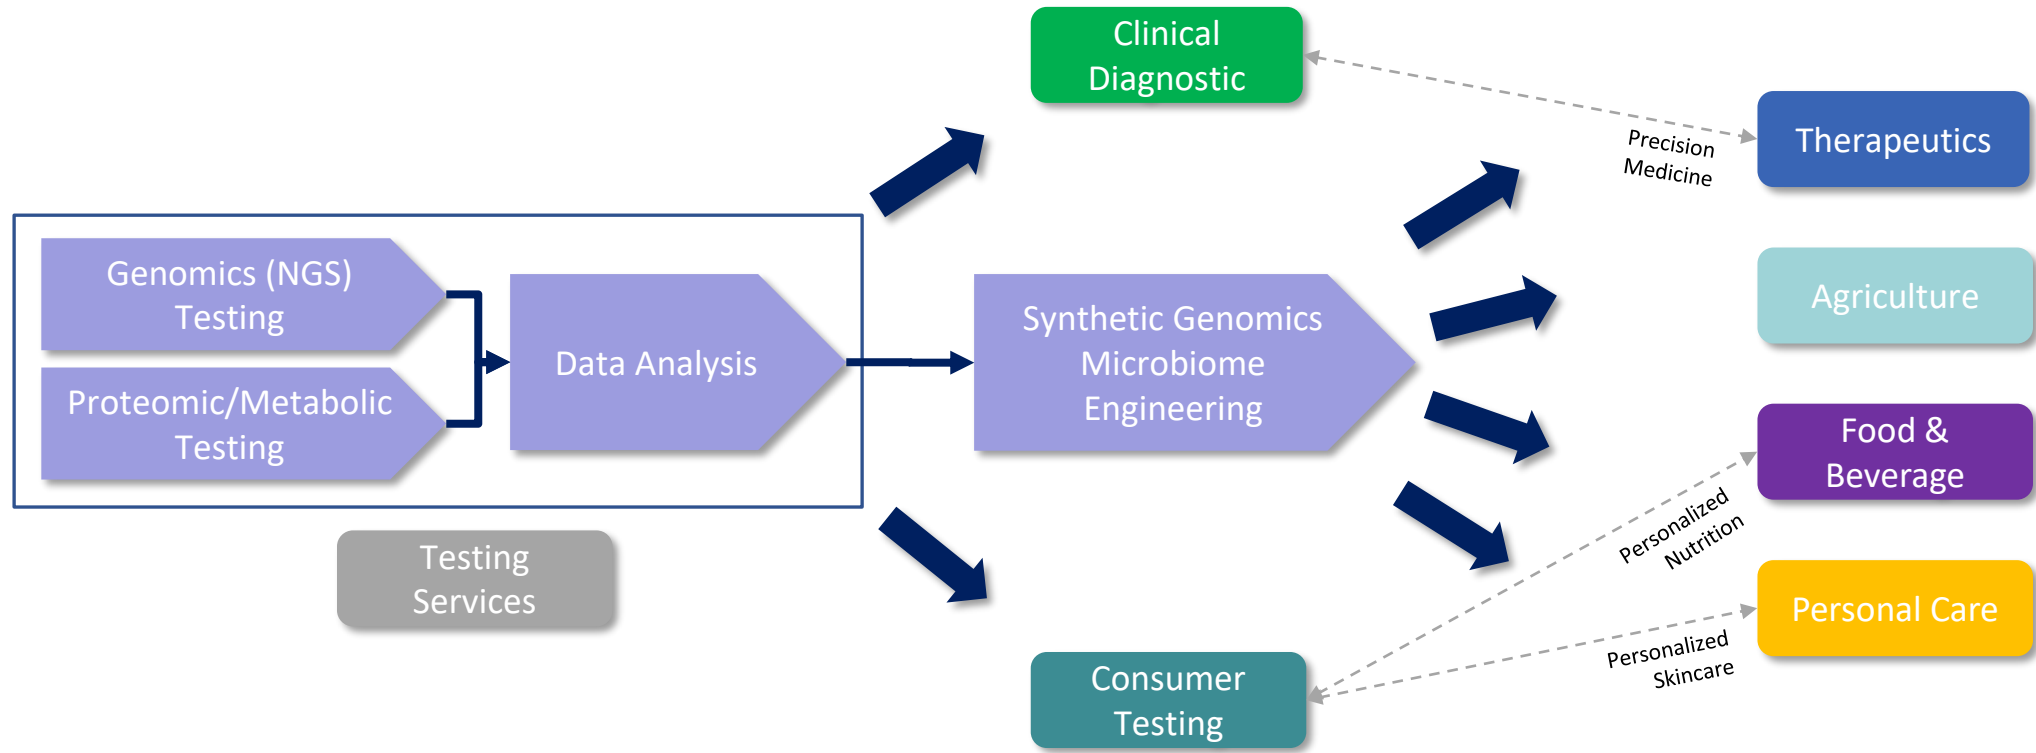 Clinical
Diagnostic
Precision
Medicine
Therapeutics
Genomics (NGS)
Testing
Proteomic/Metabolic
Testing
Data Analysis
Synthetic Genomics
Microbiome
Engineering
Agriculture
Food &
Beverage
Personalized
Nutrition
Testing
Services
Personal Care
Personalized
Skincare
Consumer
Testing